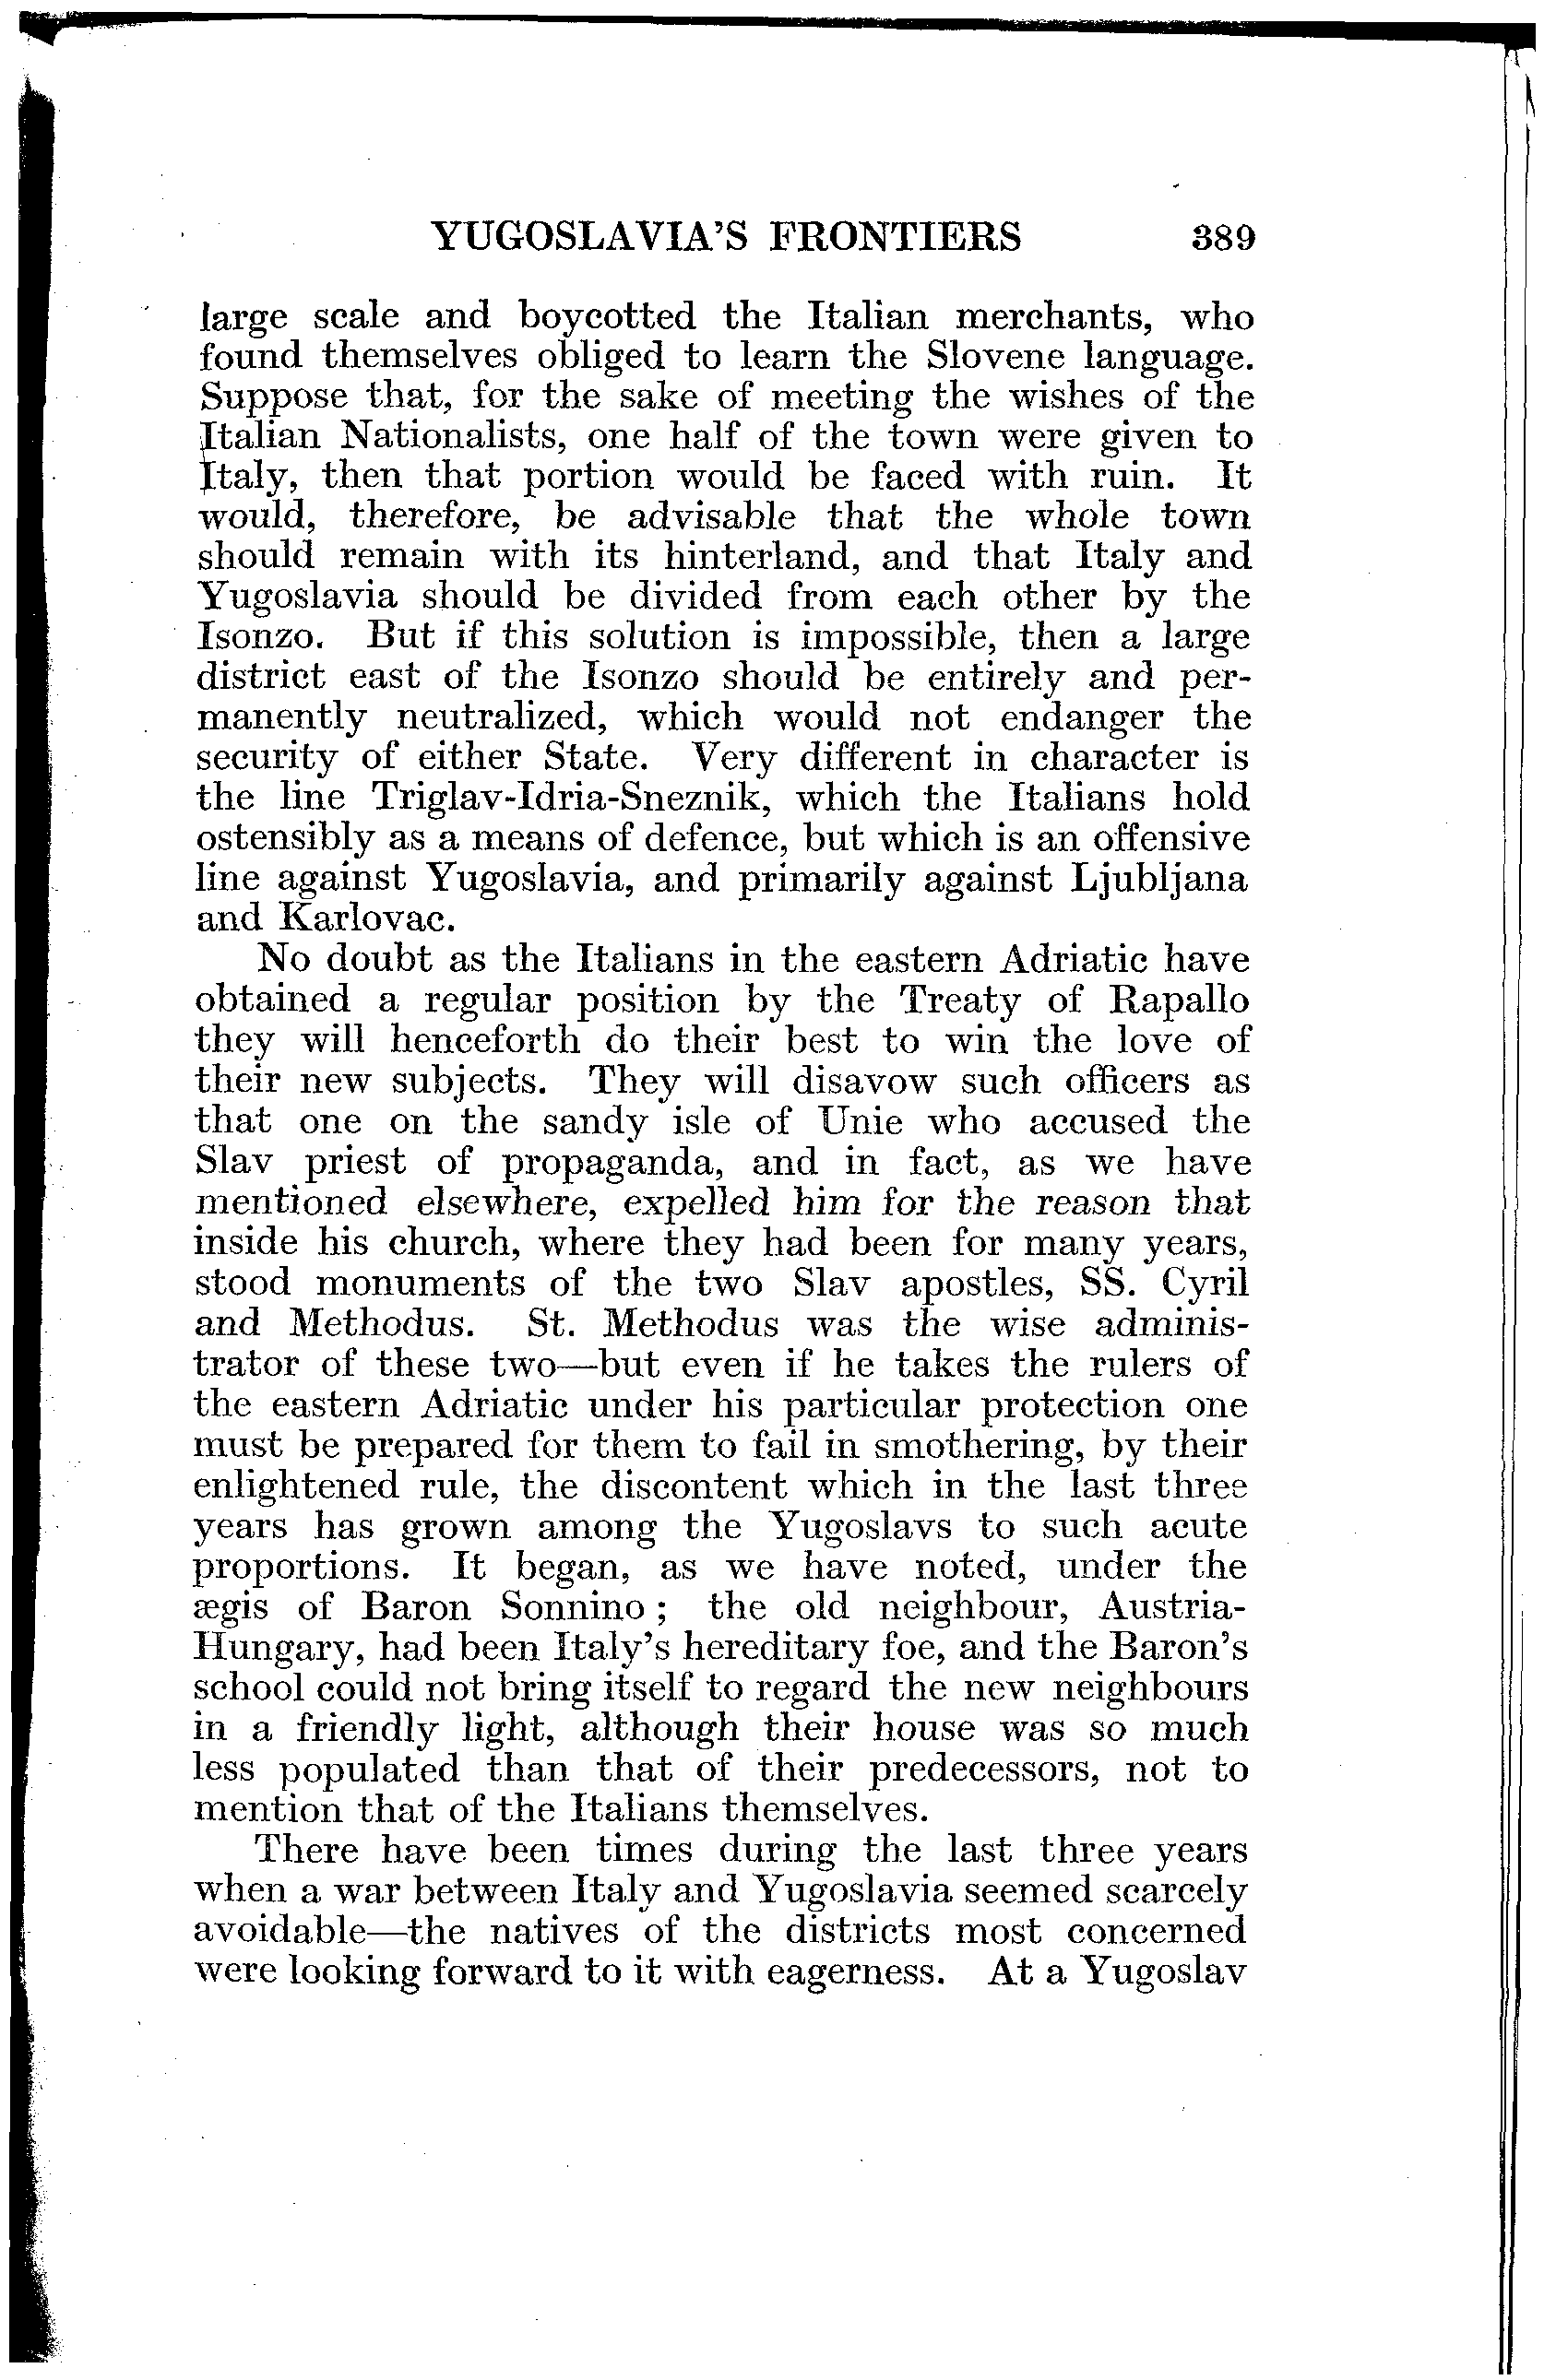 YUGOSLAVIA'S FRONTIERS 389
large scale and boycotted the Italian merchants, who
found themselves obliged to learn the Slovene language.
Suppose that, for the sake of meeting the wishes of the
Italian Nationalists, one half of the town were given to
Italy, then that portion would be faced with ruin. It
would, therefore, be advisable that the whole town
should remain with its hinterland, and that Italy and
Yugoslavia should be divided from each other by the
Isonzo. But if this solution is impossible, then a large
district east of the Isonzo should be entirely and per-
manently neutralized, which would not endanger the
security of either State. Very different in character is
the line Triglav-Idria-Sneznik, which the Italians hold
ostensibly as a means of defence, but which is an offensive
line against Yugoslavia, and primarily against Ljubljana
and Karlovac.
No doubt as the Italians in the eastern Adriatic have
obtained a regular position by the Treaty of Rapallo
they will henceforth do their best to win the love of
their new subjects. They will disavow such officers as
that one on the sandy isle of Unie who accused the
Slav priest of propaganda, and in fact, as we have
mentioned elsewhere, expelled him for the reason that
inside his church, where they had been for many years,
stood monuments of the two Slav apostles, SS. Cyril
and Methodus. St. Methodus was the wise adminis-
trator of these two—but even if he takes the rulers of
the eastern Adriatic under his particular protection one
must be prepared for them to fail in smothering, by their
enlightened rule, the discontent which in the last three
years has grown among the Yugoslavs to such acute
proportions. It began, as we have noted, under the
ægis of Baron Sonnino; the old neighbour, Austria-
Hungary, had been Italy's hereditary foe, and the Baron's
school could not bring itself to regard the new neighbours
in a friendly light, although their house was so much
less populated than that of their predecessors, not to
mention that of the Italians themselves.
There have been times during the last three years
when a war between Italy and Yugoslavia seemed scarcely
avoidable—the natives of the districts most concerned
were looking forward to it with eagerness. At a Yugoslav